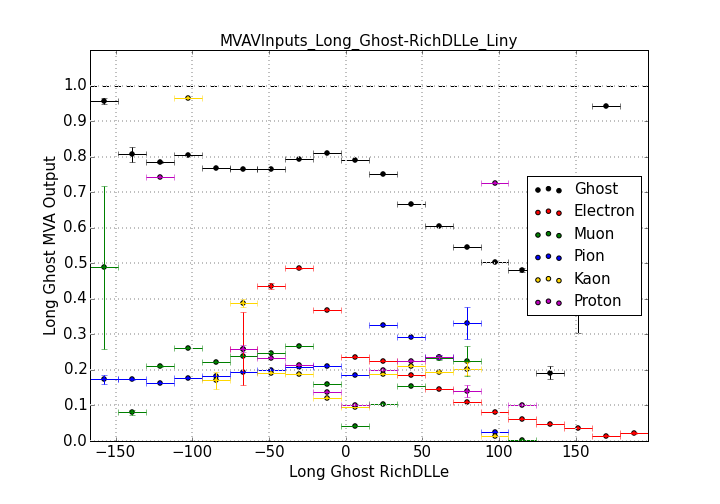 MVAVInputs_Long_Ghost-RichDLLe_Liny
Long Ghost MVA Output
1.0
0.9
0.8
0.7
0.6
0.5
0.4
0.3
0.2
0.1
0.0
Ghost
Electron
Muon
Pion
Kaon
Proton
−150
−100
−50
0
50
100
150
Long Ghost RichDLLe